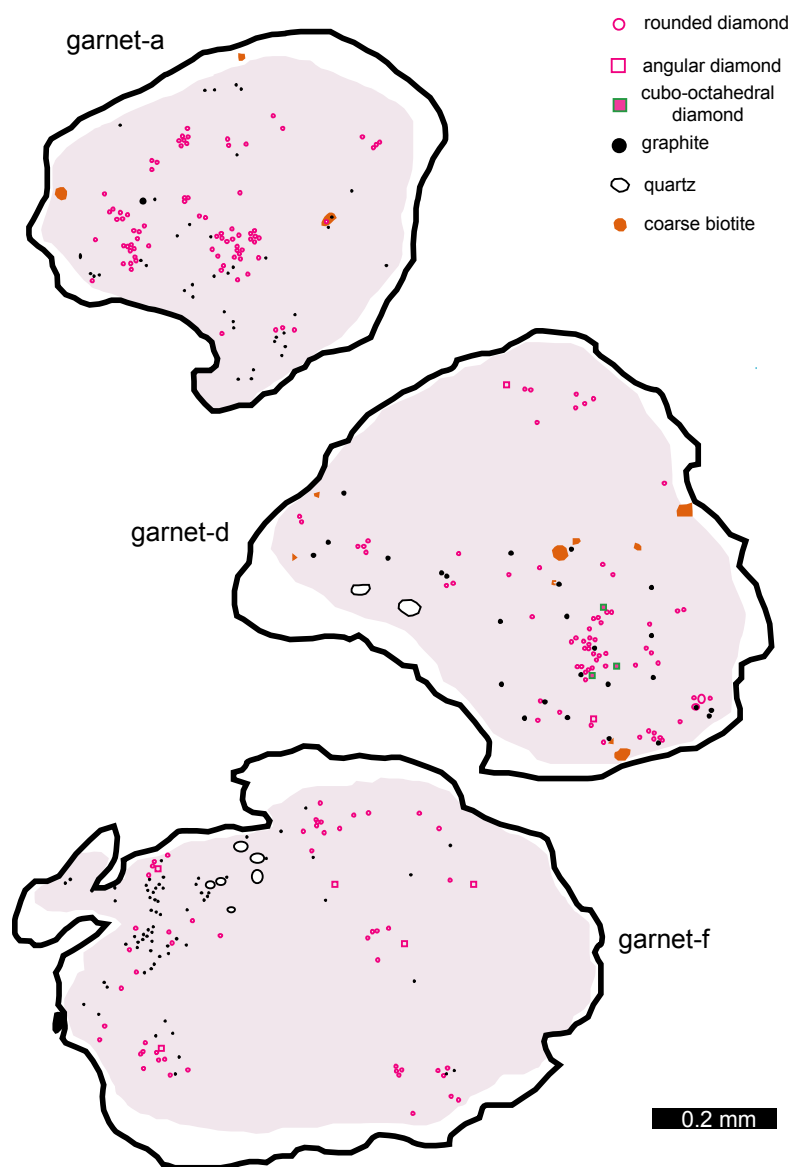 garnet-a
rounded diamond
angular diamond
cubo-octahedral
diamond
graphite
quartz
coarse biotite
garnet-d
garnet-f
0.2 mm